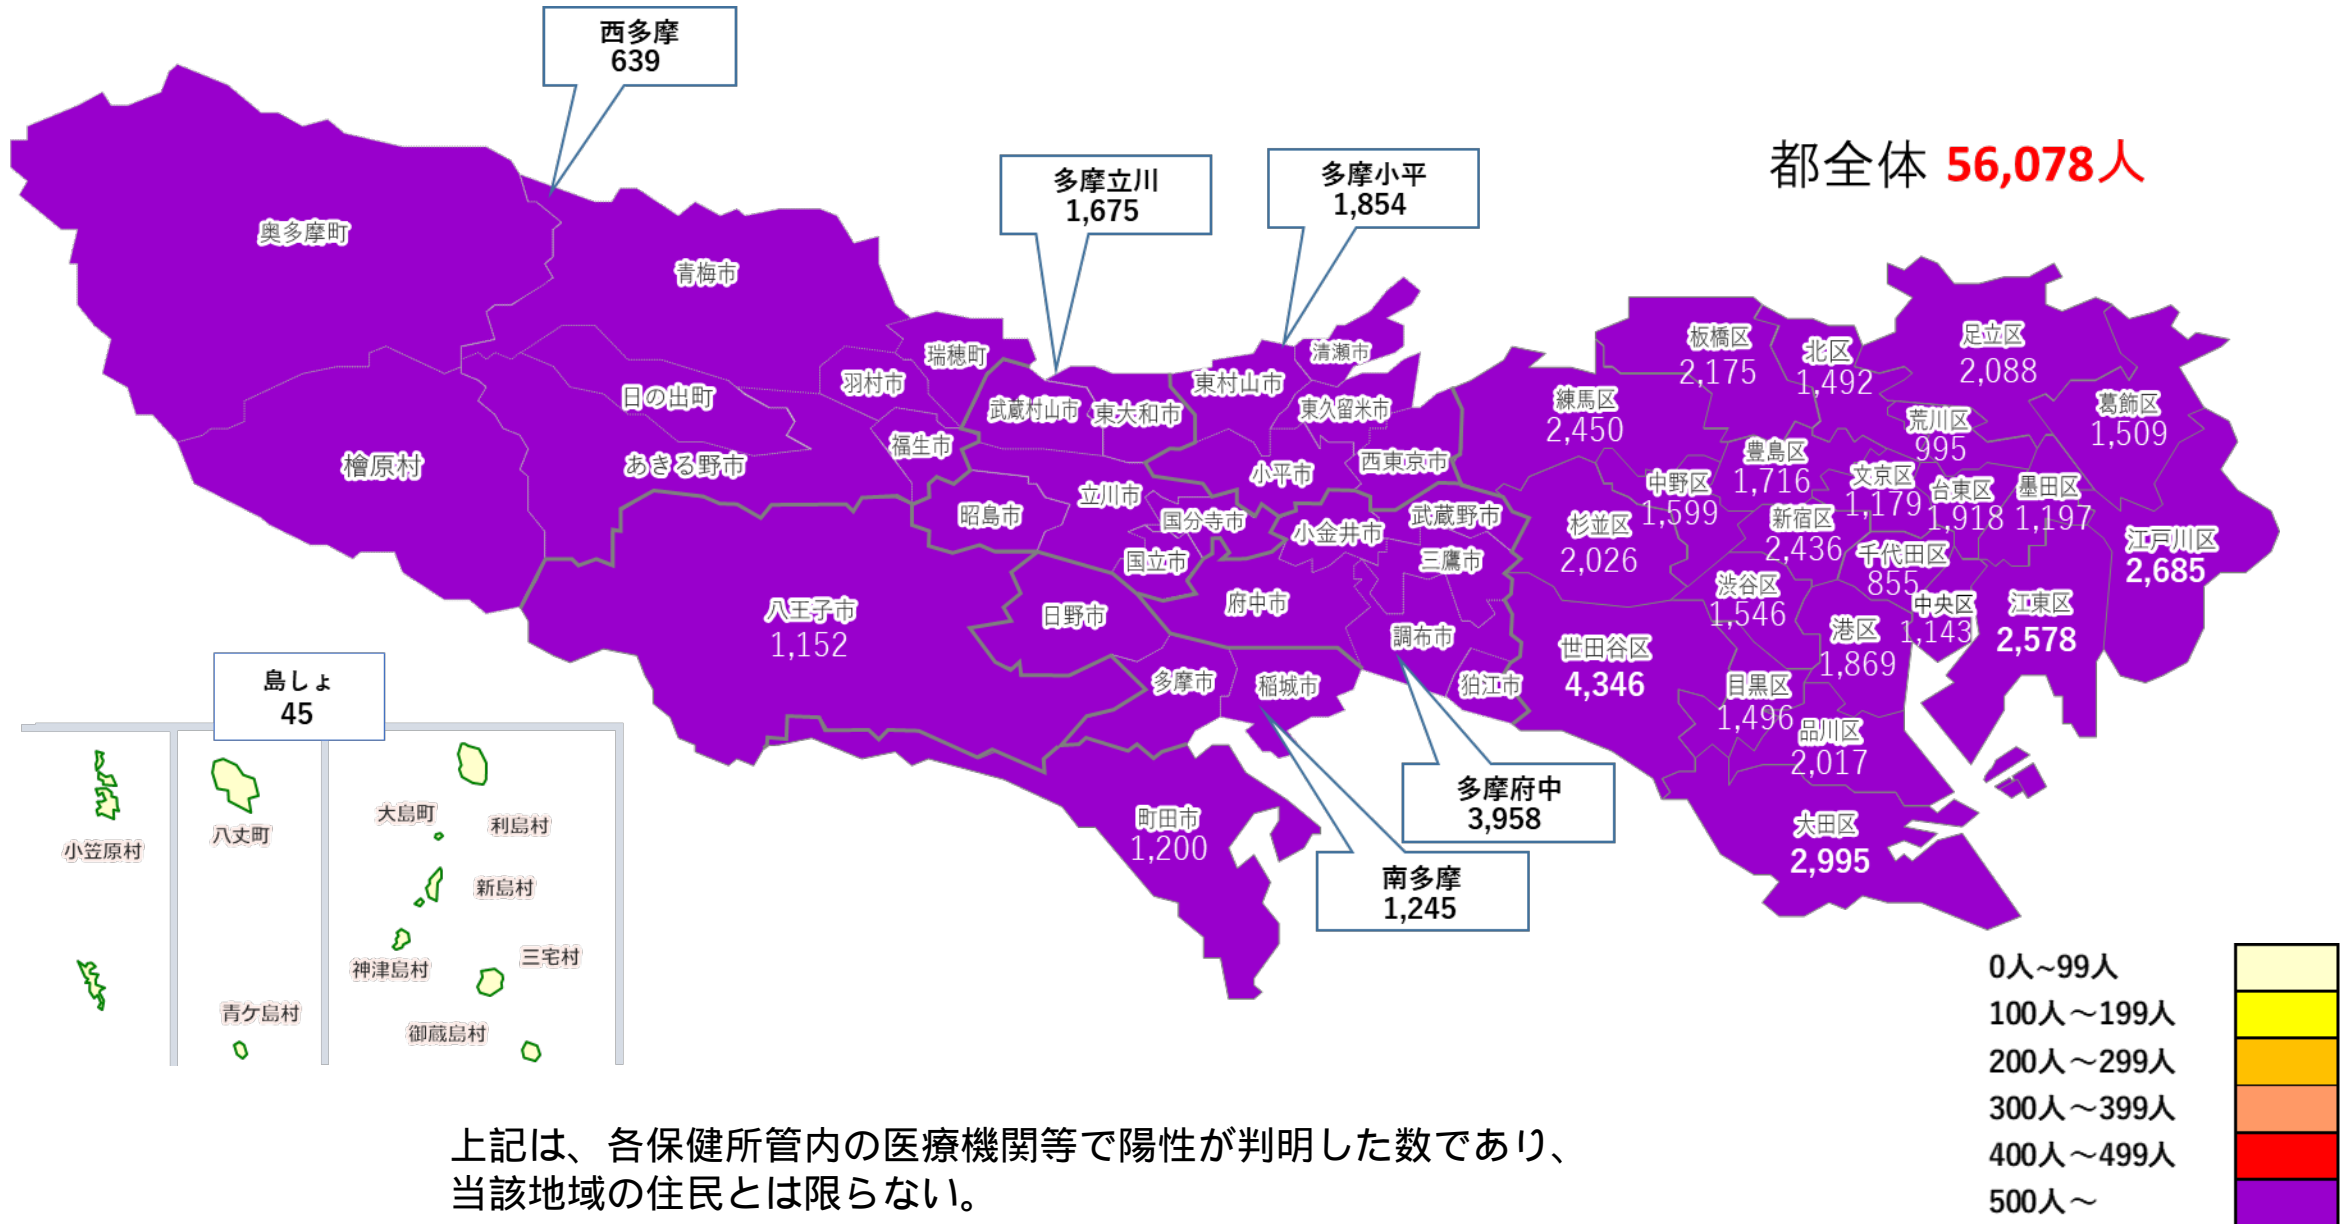 西多摩
639
多摩立川
1,675
多摩小平
1,854
都全体 56,078人
奥多摩町
青梅市
瑞穂町
羽村市
日の出町
福生市
あきる野市
檜原村
武蔵村山市
東大和市
東村山市
清瀬市
東久留米市
小平市
西東京市
昭島市
立川市
国分寺市
国立市
小金井市
武蔵野市
三鷹市
府中市
調布市
狛江市
八王子市
1,152
日野市
多摩市
稲城市
町田市
1,200
多摩府中
3,958
南多摩
1,245
板橋区
2,175
北区
1,492
足立区
2,088
練馬区
2,450
荒川区
995
葛飾区
1,509
豊島区
1,716
文京区
1,179
台東区
1,918
墨田区
1,197
中野区
1,599
杉並区
2,026
新宿区
2,436
千代田区
855
江戸川区
2,685
渋谷区
1,546
中央区
1,143
江東区
2,578
港区
1,869
世田谷区
4,346
目黒区
1,496
品川区
2,017
大田区
2,995
島しょ
45
小笠原村
八丈町
青ケ島村
大島町
利島村
新島村
神津島村
三宅村
御蔵島村
0人~99人
100人～199人
200人～299人
300人～399人
400人～499人
500人～
上記は、各保健所管内の医療機関等で陽性が判明した数であり、
当該地域の住民とは限らない。